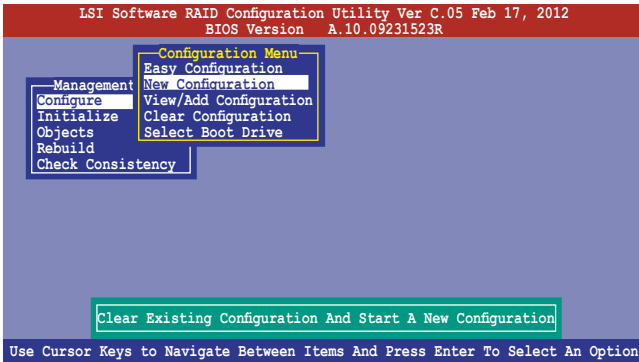 LSI Software RAID Configuration Utility Ver C.05 Feb 17, 2012
BIOS Version A.10.09231523R
Configuration Menu
Easy Configuration
New Configuration
View/Add Configuration
Clear Configuration
Select Boot Drive
Management
Configure
Initialize
Objects
Rebuild
Check Consistency
Clear Existing Configuration And Start A New Configuration
Use Cursor Keys to Navigate Between Items And Press Enter To Select An Option